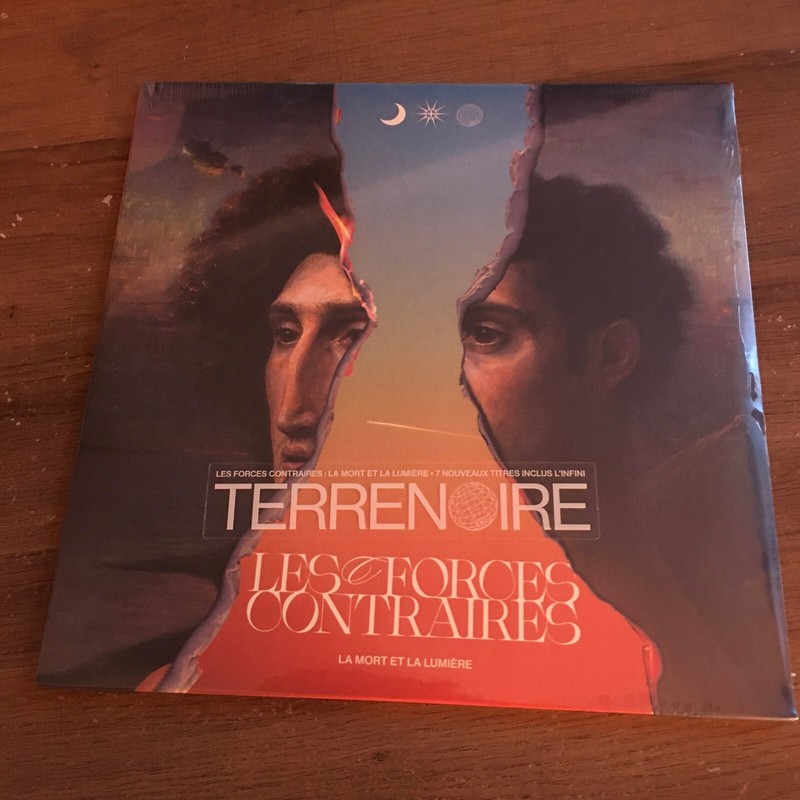 LES FORCES CONTRAIRES : LA MORT ET LA LUMIÈRE • 7 NOUVEAUX TITRES INCLUS L'INFINI
TERRENOIRE
LES FORCES
CONTRAIRES
LA MORT ET LA LUMIÈRE